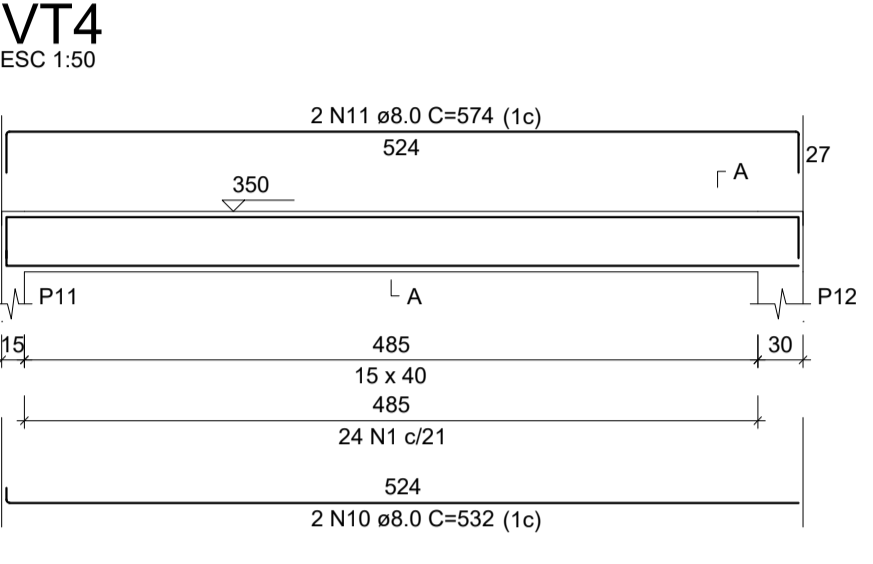 VT4
ESC 1:50
2 N11 ø8.0 C=574 (1c)
524
27
A
350
P11
A
P12
15
485
30
15 x 40
485
24 N1 c/21
524
2 N10 ø8.0 C=532 (1c)